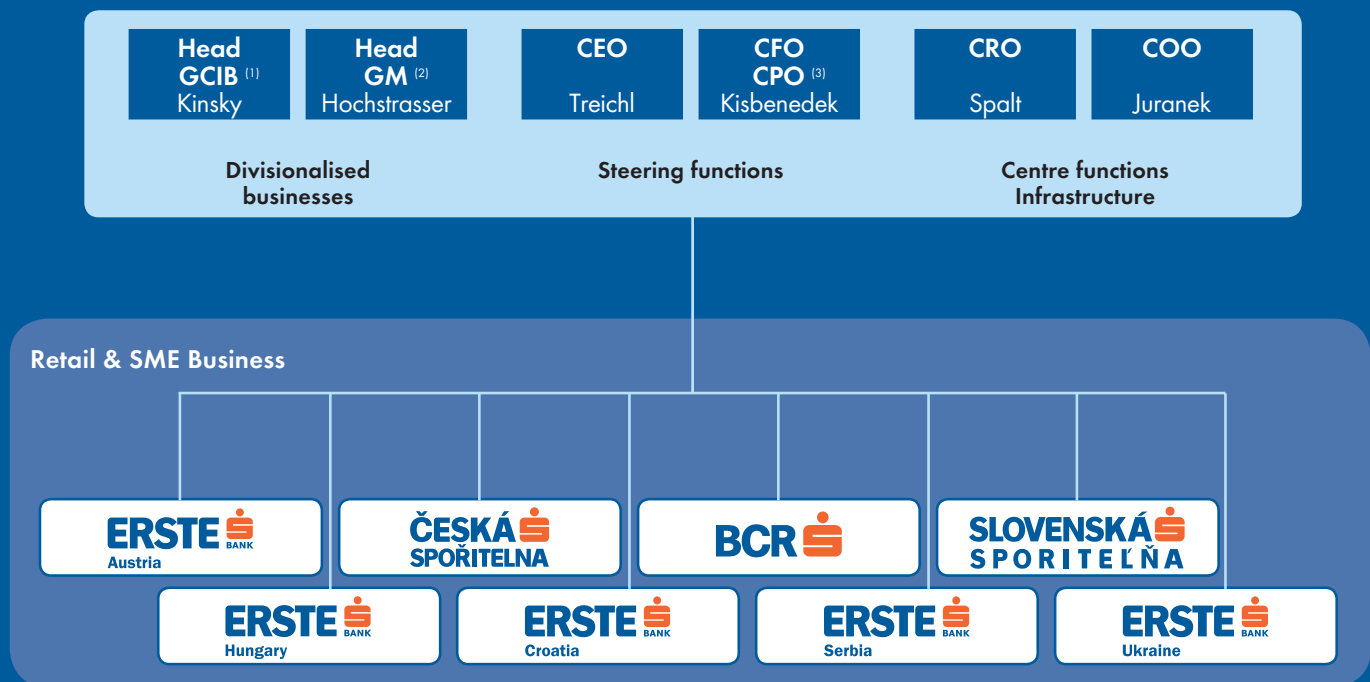 Head
GCIB (1)
Kinsky
Head
GM (2)
Hochstrasser
CEO
Treichl
CFO
CPO (3)
Kisbenedek
CRO
Spalt
COO
Juranek
Divisionalised
businesses
Steering functions
Centre functions
Infrastructure
Retail & SME Business
ERSTE S
BANK
Austria
ČESKÁ S
SPOŘITELNA
BCR S
SLOVENSKÁ S
SPORITEĽŇA
ERSTE S
BANK
Hungary
ERSTE S
BANK
Croatia
ERSTE S
BANK
Serbia
ERSTE S
BANK
Ukraine